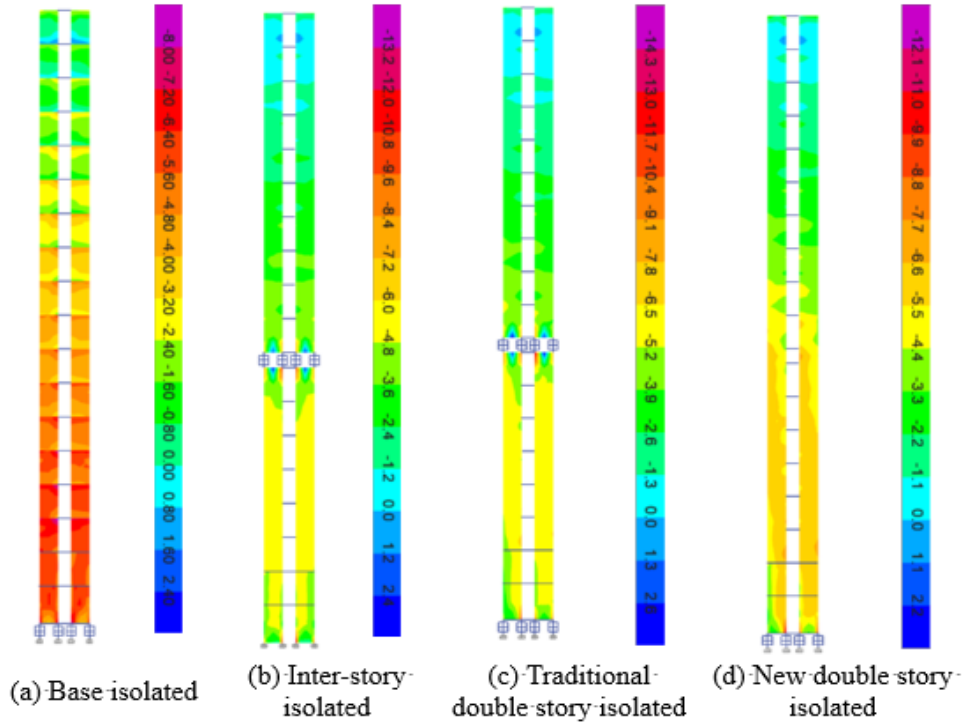 -8.00 -7.20 -6.40 -5.60 -4.80 -4.00 -3.20 -2.40 -1.60 -0.80 0.00 0.80 1.60 2.40
-13.2 -12.0 -10.8 -9.6 -8.4 -7.2 -6.0 -4.8 -3.6 -2.4 -1.2 0.0 1.2 2.4
-14.3 -13.0 -11.7 -10.4 -9.1 -7.8 -6.5 -5.2 -3.9 -2.6 -1.3 0.0 1.3 2.6
-12.1 -11.0 -9.9 -8.8 -7.7 -6.6 -5.5 -4.4 -3.3 -2.2 -1.1 0.0 1.1 2.2
(a) Base isolated
(b) Inter-story
isolated
(c) Traditional
double story isolated
(d) New double story
isolated